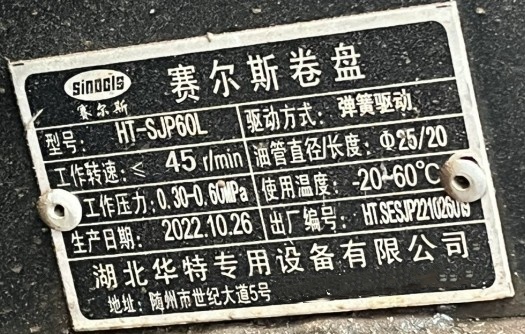 sinocls 赛尔斯卷盘
赛尔斯
型号: HT-SJP60L 驱动方式: 弹簧驱动
工作转速: ≤ 45 r/min 油管直径/长度: Φ25/20
工作压力: 0.30-0.60MPa 使用温度: -20-60℃
生产日期: 2022.10.26 出厂编号: HTSESJP221026019
湖北华特专用设备有限公司
地址: 随州市世纪大道5号